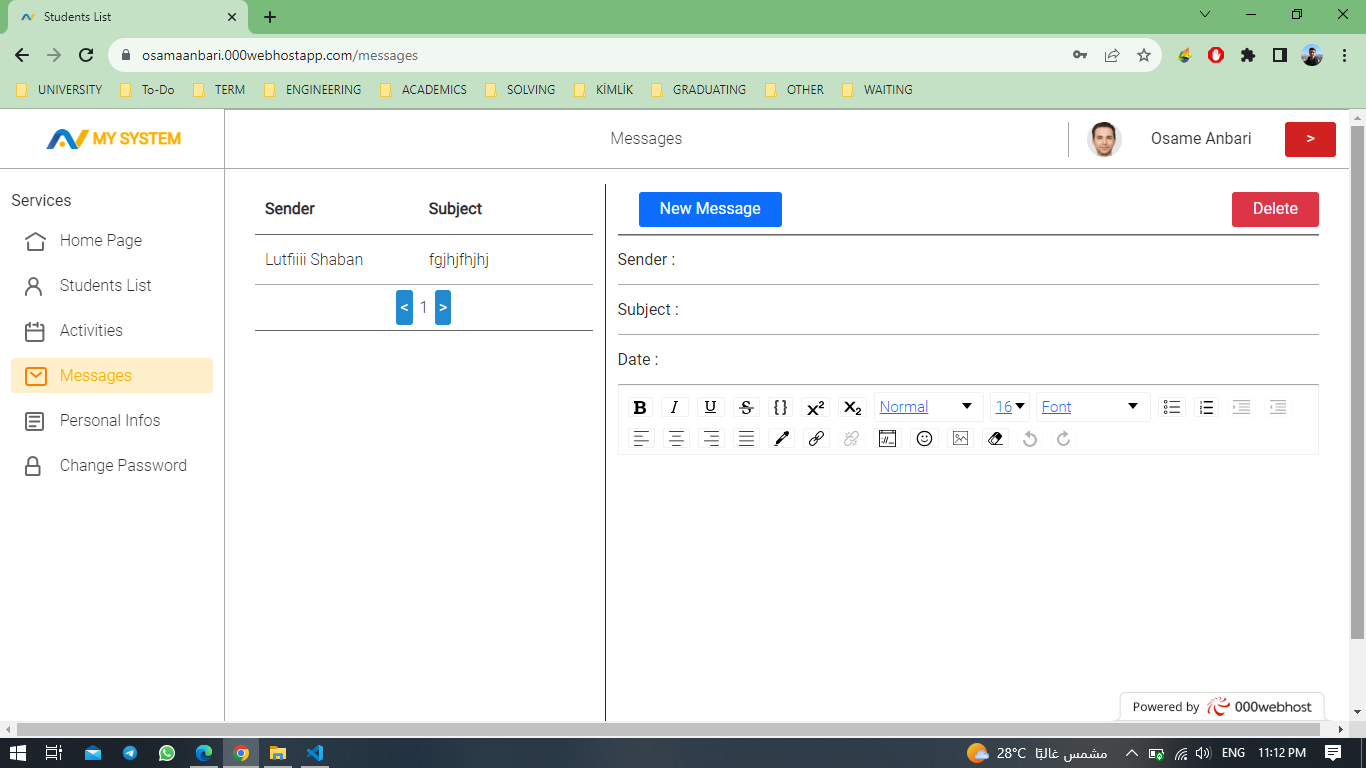 Students List
osamaanbari.000webhostapp.com/messages
UNIVERSITY To-Do TERM ENGINEERING ACADEMICS SOLVING KİMLİK GRADUATING OTHER WAITING
MY SYSTEM
Messages
Osame Anbari
>
Services
Home Page
Students List
Activities
Messages
Personal Infos
Change Password
Sender Subject
Lutfiiii Shaban fgjhjfhjhj
< 1 >
New Message Delete
Sender :
Subject :
Date :
B I U S {} X² X₂ Normal 16 Font
Powered by 000webhost
28°C مشمس غالبًا ENG 11:12 PM